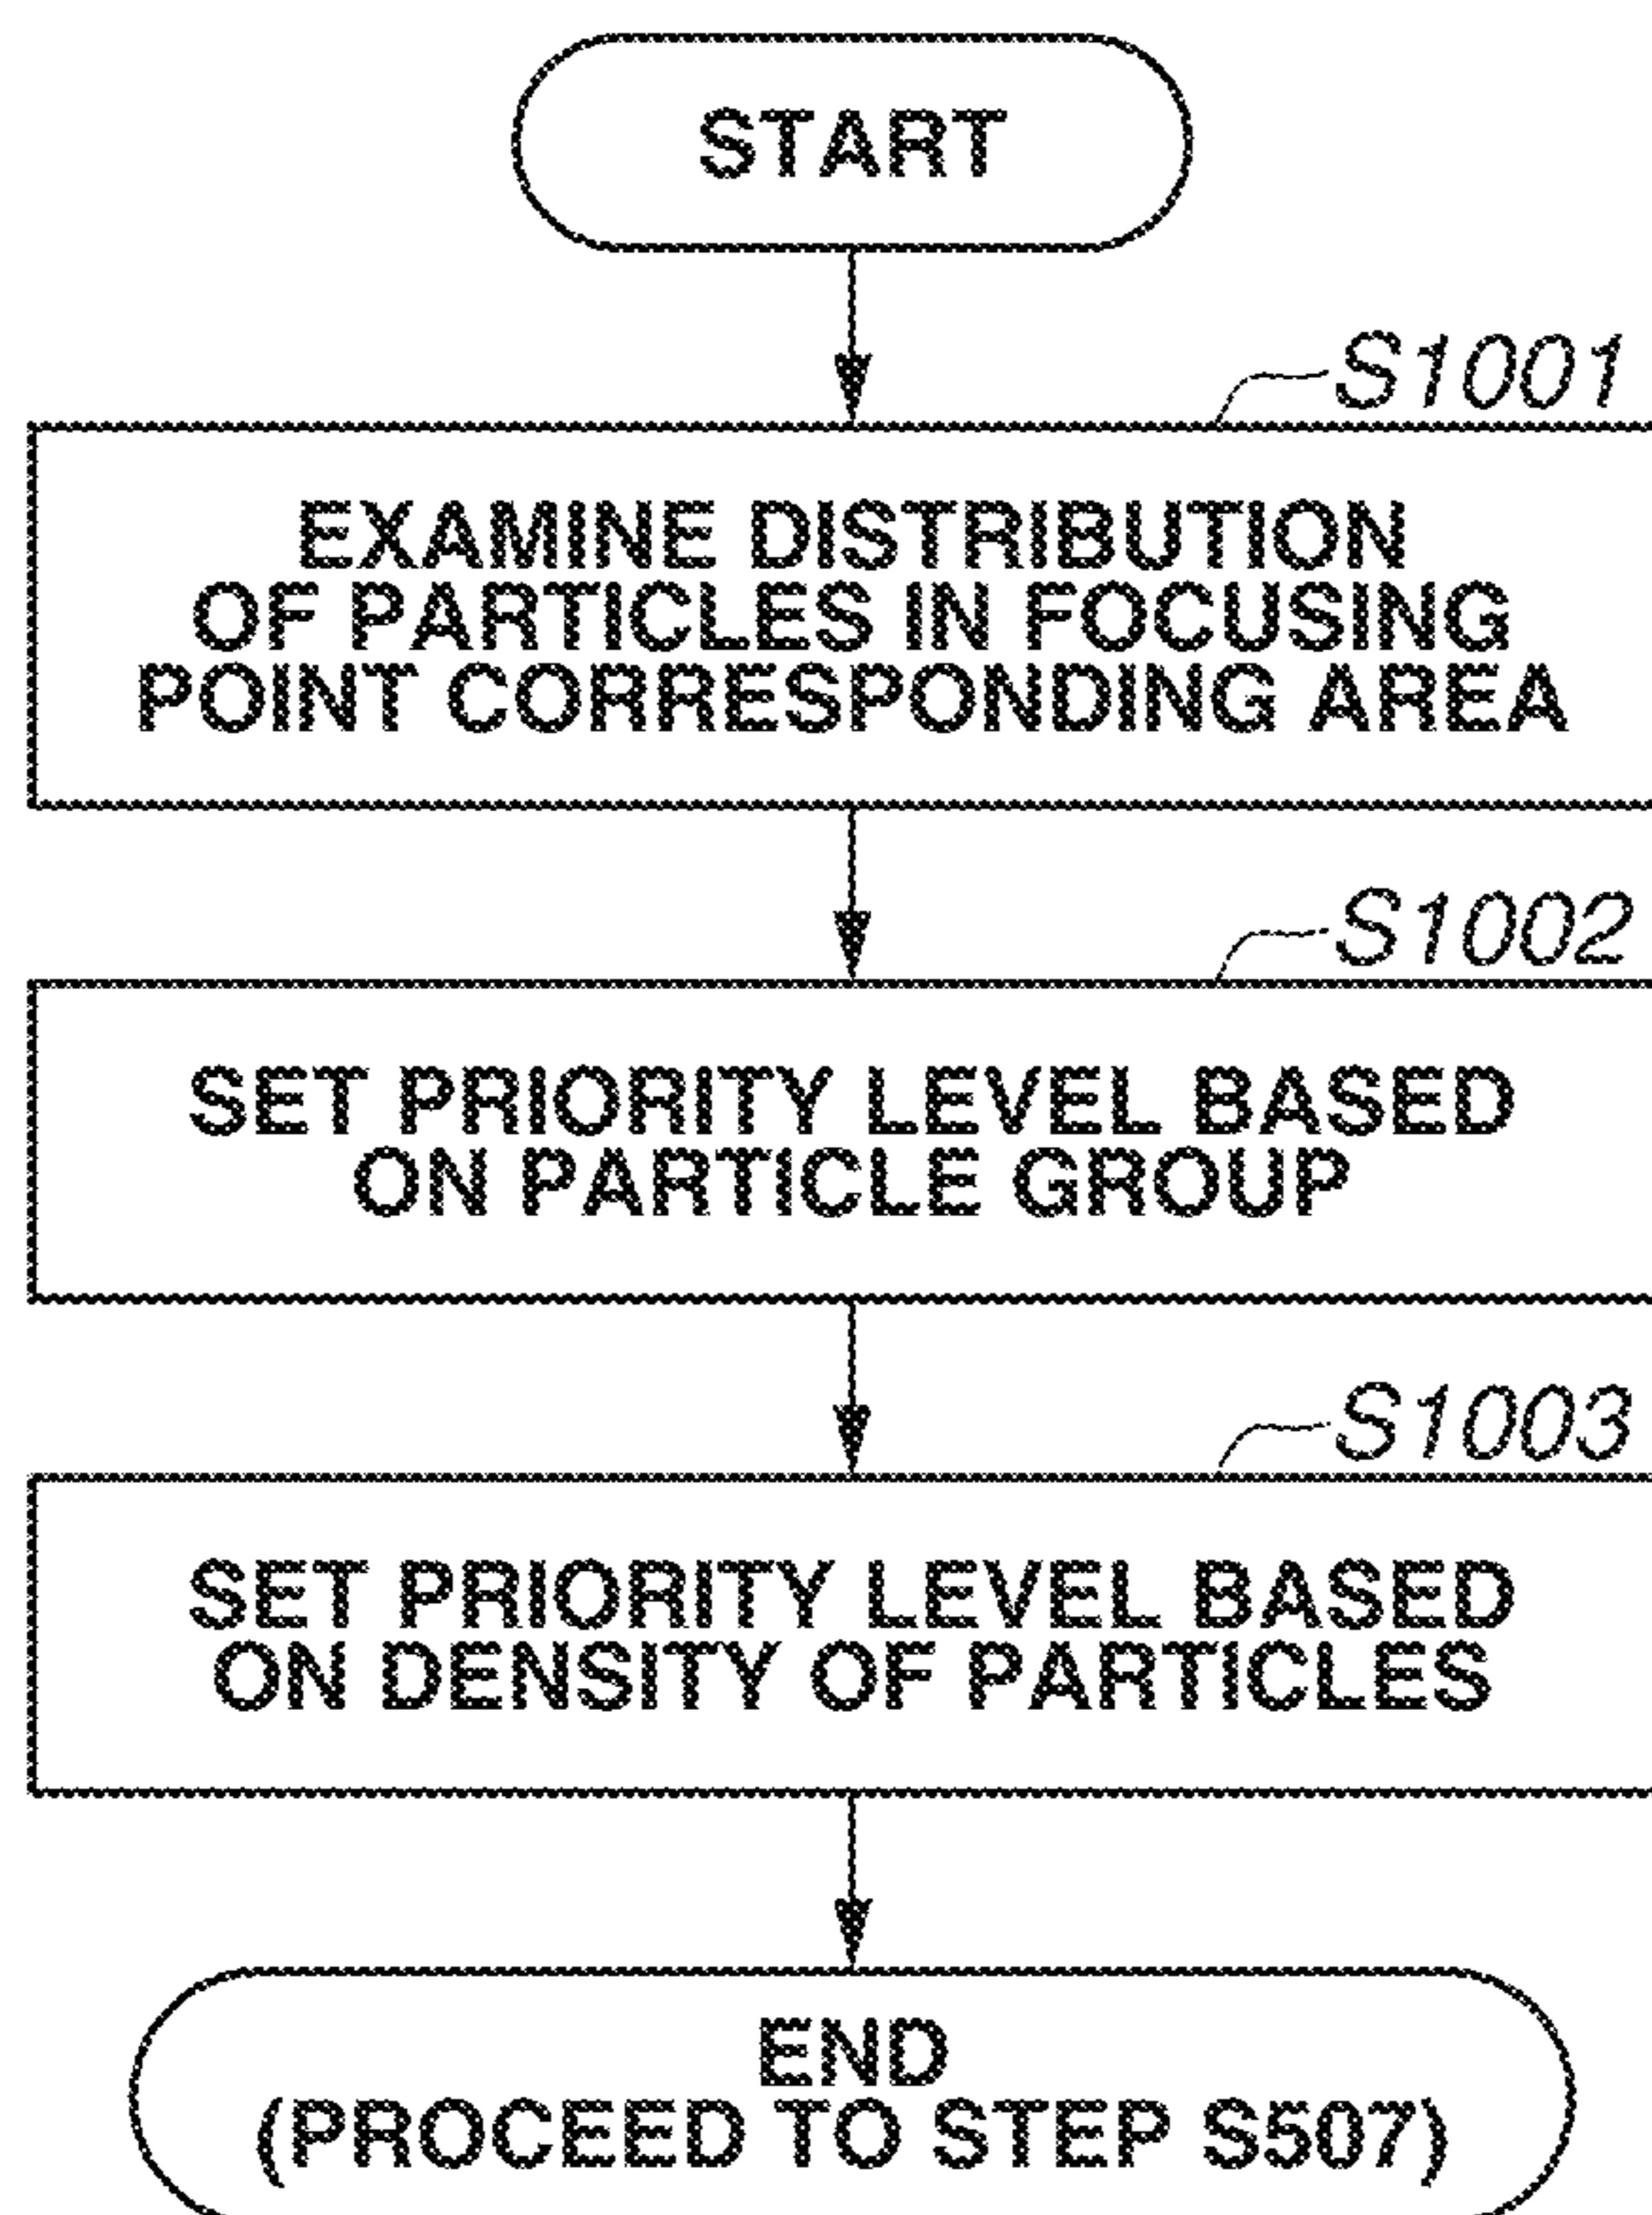 START
S1001
EXAMINE DISTRIBUTION
OF PARTICLES IN FOCUSING
POINT CORRESPONDING AREA
S1002
SET PRIORITY LEVEL BASED
ON PARTICLE GROUP
S1003
SET PRIORITY LEVEL BASED
ON DENSITY OF PARTICLES
END
(PROCEED TO STEP S507)